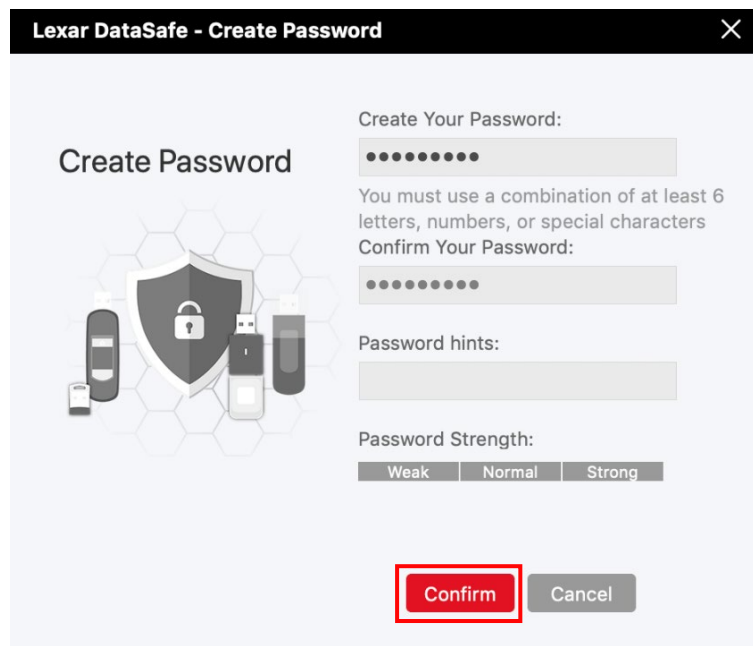 Lexar DataSafe - Create Password
Create Password
Create Your Password:
●●●●●●●●●
You must use a combination of at least 6
letters, numbers, or special characters
Confirm Your Password:
●●●●●●●●●
Password hints:
Password Strength:
Weak Normal Strong
Confirm Cancel